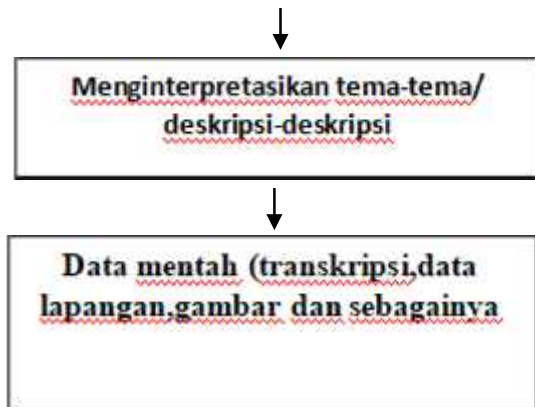 Menginterpretasikan tema-tema/
deskripsi-deskripsi
Data mentah (transkripsi,data
lapangan,gambar dan sebagainya